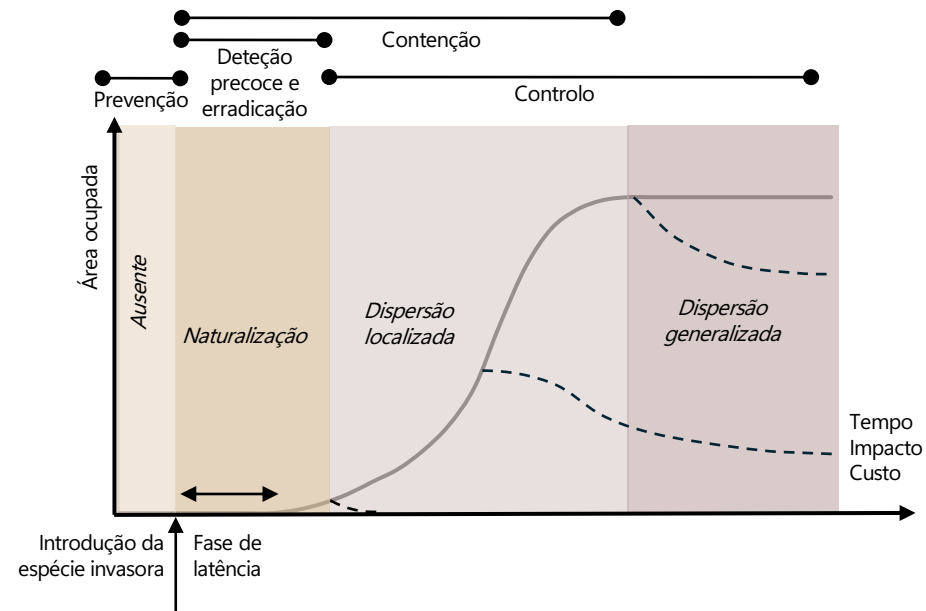 Contenção
Deteção
precoce e
erradicação
Prevenção
Controlo
Área ocupada
Ausente
Naturalização
Dispersão
localizada
Dispersão
generalizada
Tempo
Impacto
Custo
Introdução da
espécie invasora
Fase de
latência